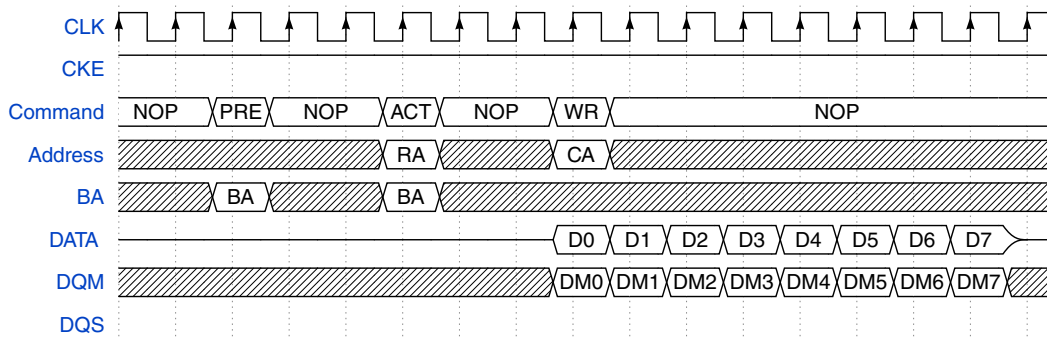 CLK
CKE
Command NOP PRE NOP ACT NOP WR NOP
Address RA CA
BA BA BA
DATA D0 D1 D2 D3 D4 D5 D6 D7
DQM DM0 DM1 DM2 DM3 DM4 DM5 DM6 DM7
DQS